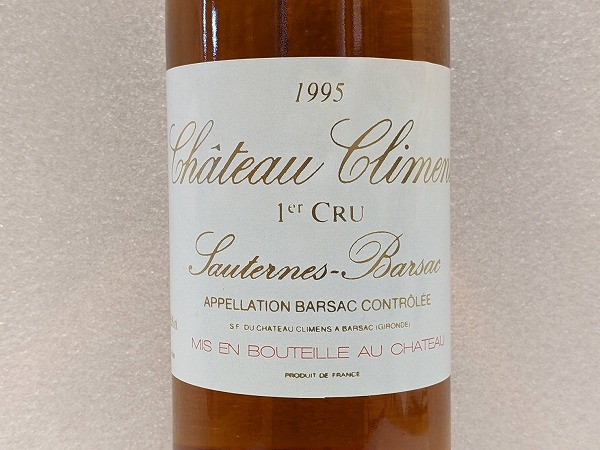 1995
Château Climens
1er CRU
Sauternes-Barsac
APPELLATION BARSAC CONTRÔLÉE
S.F. DU CHATEAU CLIMENS A BARSAC (GIRONDE)
MIS EN BOUTEILLE AU CHATEAU
PRODUIT DE FRANCE